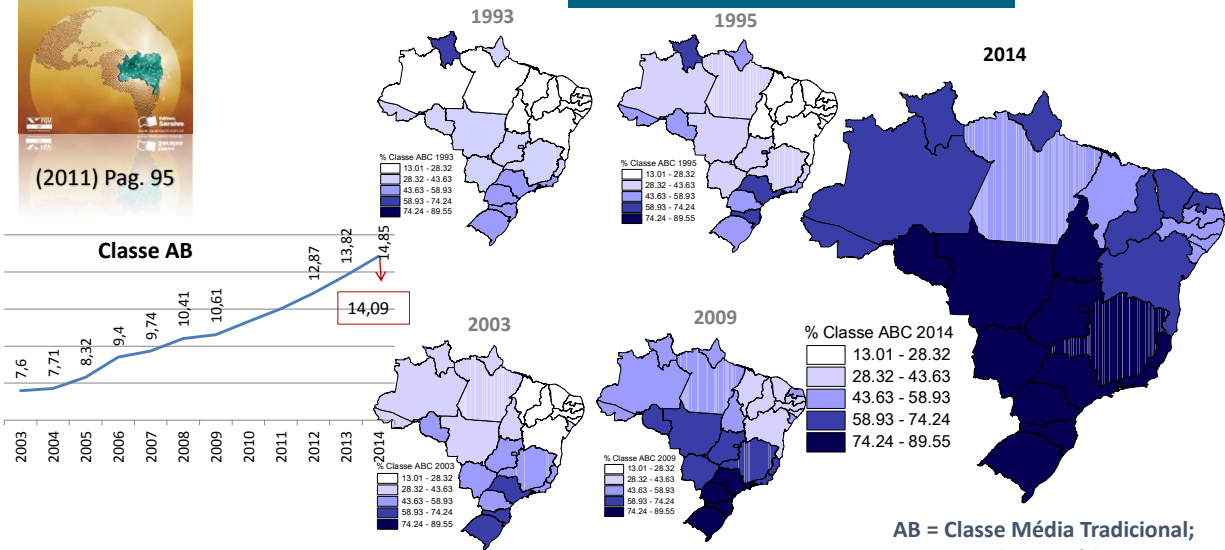 (2011) Pag. 95
FGV
Editora
Saraiva
Classe AB
7,6
7,71
8,32
9,4
9,74
10,41
10,61
12,87
13,82
14,85
14,09
2003
2004
2005
2006
2007
2008
2009
2010
2011
2012
2013
2014
1993
% Classe ABC 1993
13.01 - 28.32
28.32 - 43.63
43.63 - 58.93
58.93 - 74.24
74.24 - 89.55
1995
% Classe ABC 1995
13.01 - 28.32
28.32 - 43.63
43.63 - 58.93
58.93 - 74.24
74.24 - 89.55
2003
% Classe ABC 2003
13.01 - 28.32
28.32 - 43.63
43.63 - 58.93
58.93 - 74.24
74.24 - 89.55
2009
% Classe ABC 2009
13.01 - 28.32
28.32 - 43.63
43.63 - 58.93
58.93 - 74.24
74.24 - 89.55
2014
% Classe ABC 2014
13.01 - 28.32
28.32 - 43.63
43.63 - 58.93
58.93 - 74.24
74.24 - 89.55
AB = Classe Média Tradicional;